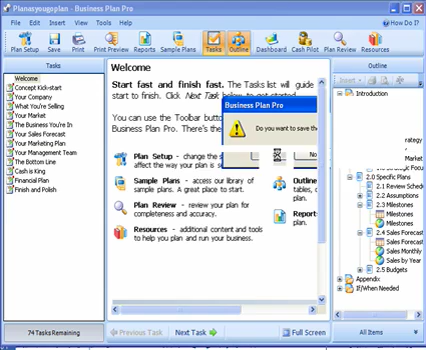 Planasyougoplan - Business Plan Pro
File Edit Insert View Tools Help
How Do I?
Plan Setup Save Print Print Preview Reports Sample Plans Tasks Outline Dashboard Cash Pilot Plan Review Resources
Tasks
Welcome
Concept Kick-start
Your Company
What You're Selling
Your Market
The Business You're In
Your Sales Forecast
Your Marketing Plan
Your Management Team
The Bottom Line
Cash is King
Financial Plan
Finish and Polish
74 Tasks Remaining
Welcome
Start fast and finish fast. The Tasks list will guide
start to finish. Click Next Task below to get started
You can use the Toolbar butto
Business Plan Pro. There's the
Business Plan Pro
Do you want to save the
No
Plan Setup - change the s
affect the way your plan is
Sample Plans - access our library of
sample plans. A great place to start.
Plan Review - review your plan for
completeness and accuracy.
Resources - additional content and tools
to help you plan and run your business.
Outline
tables, c
plan.
Reports
plan.
Previous Task Next Task Full Screen
Outline
Insert
Introduction
rategy
Market
2.0 Specific Plans
2.1 Review Schedu
2.2 Assumptions
2.3 Milestones
Milestones
Milestones
2.4 Sales Forecast
Sales Forecast
Sales Monthly
Sales by Year
2.5 Budgets
Appendix
If/When Needed
All Items